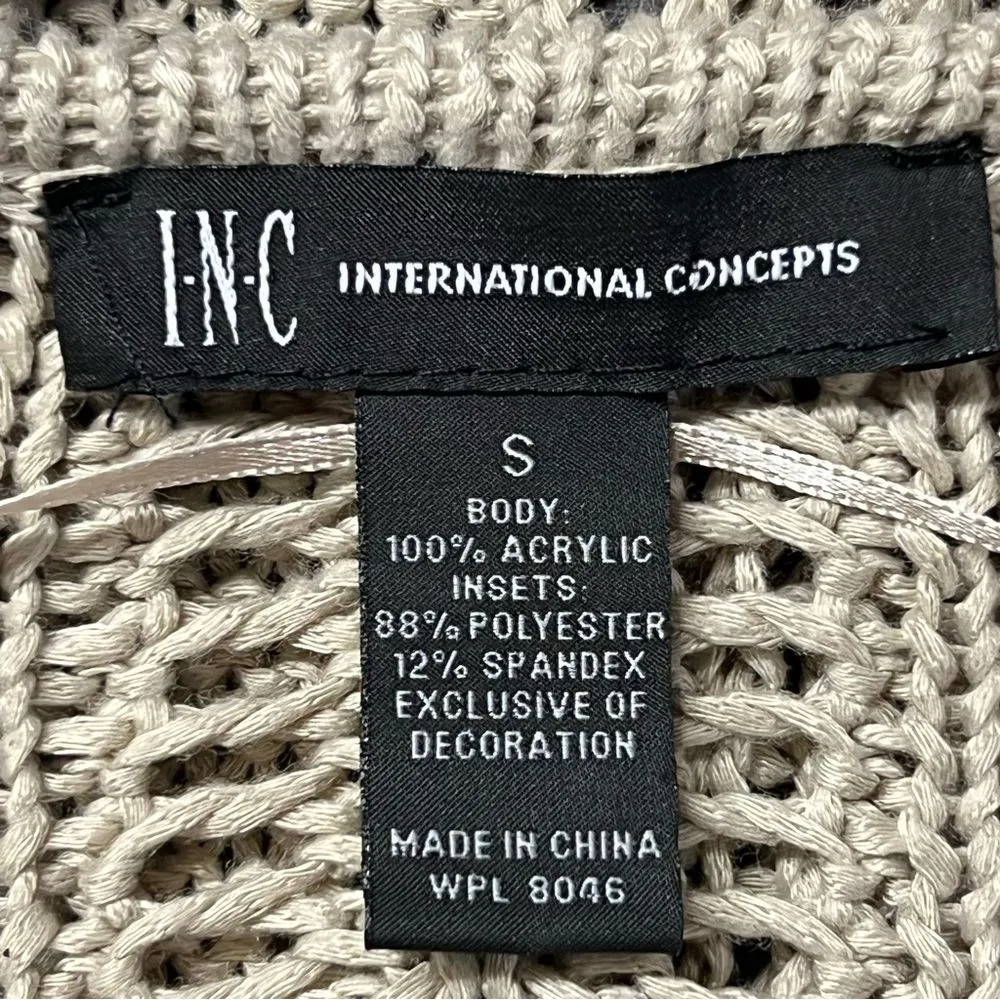 I·N·C INTERNATIONAL CONCEPTS
S
BODY:
100% ACRYLIC
INSETS:
88% POLYESTER
12% SPANDEX
EXCLUSIVE OF
DECORATION
MADE IN CHINA
WPL 8046